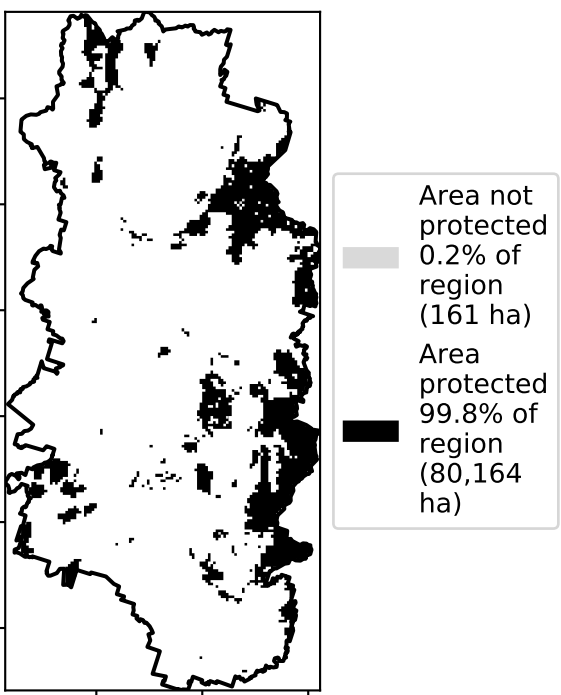 Area not
protected
0.2% of
region
(161 ha)
Area
protected
99.8% of
region
(80,164
ha)